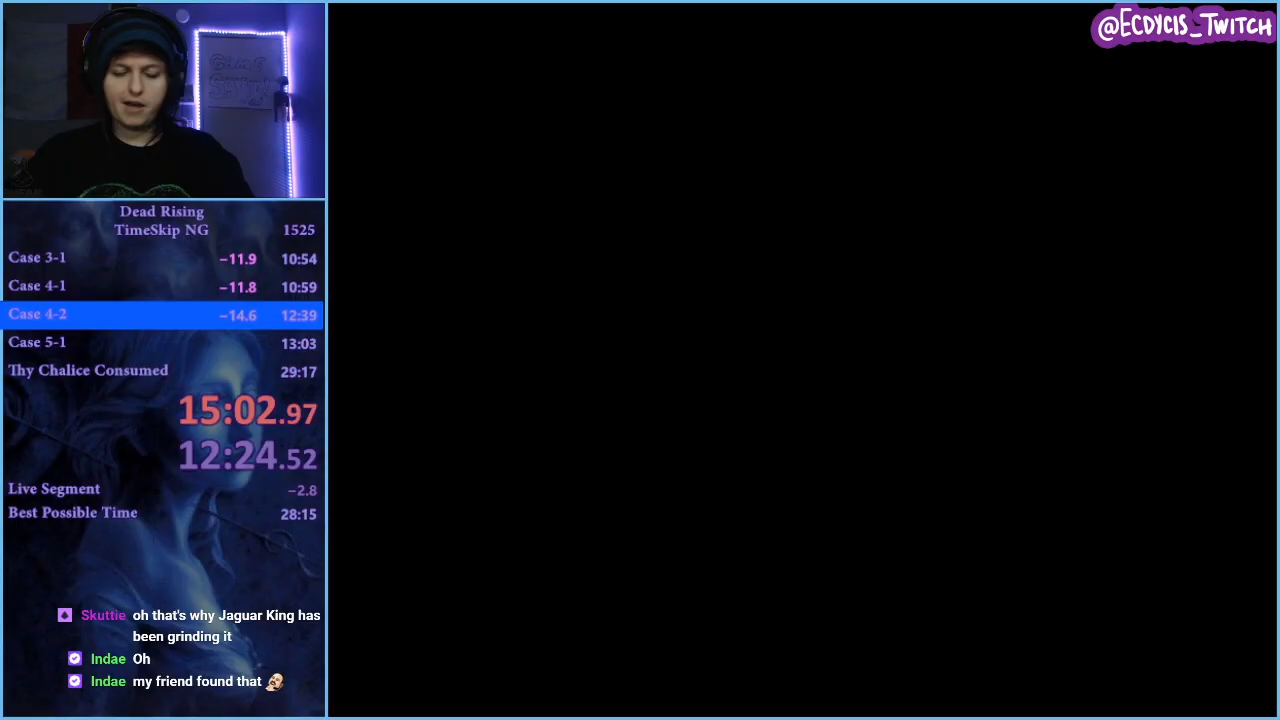 @Ecdycis_Twitch
Dead Rising
TimeSkip NG 1525
Case 3-1 −11.9 10:54
Case 4-1 −11.8 10:59
Case 4-2 −14.6 12:39
Case 5-1 13:03
Thy Chalice Consumed 29:17
15:02.97
12:24.52
Live Segment −2.8
Best Possible Time 28:15
Skuttie oh that's why Jaguar King has
been grinding it
Indae Oh
Indae my friend found that